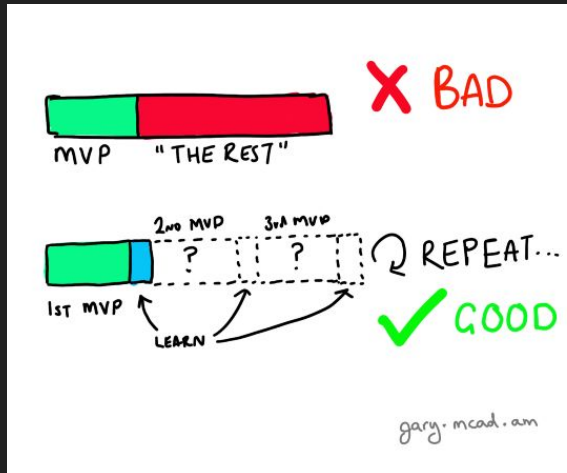 X BAD
MVP "THE REST"
2ND MVP 3RD MVP
? ?
REPEAT...
1ST MVP
LEARN
GOOD
gary.mcad.am